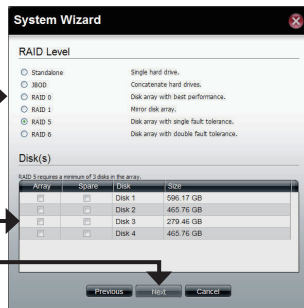 System Wizard
RAID Level
Standalone Single hard drive.
JBOD Concatenate hard drives.
RAID 0 Disk array with best performance.
RAID 1 Mirror disk array.
RAID 5 Disk array with single fault tolerance.
RAID 6 Disk array with double fault tolerance.
Disk(s)
RAID 5 requires a minimum of 3 disks in the array.
Array Spare Disk Size
Disk 1 596.17 GB
Disk 2 465.76 GB
Disk 3 279.46 GB
Disk 4 465.76 GB
Previous Next Cancel